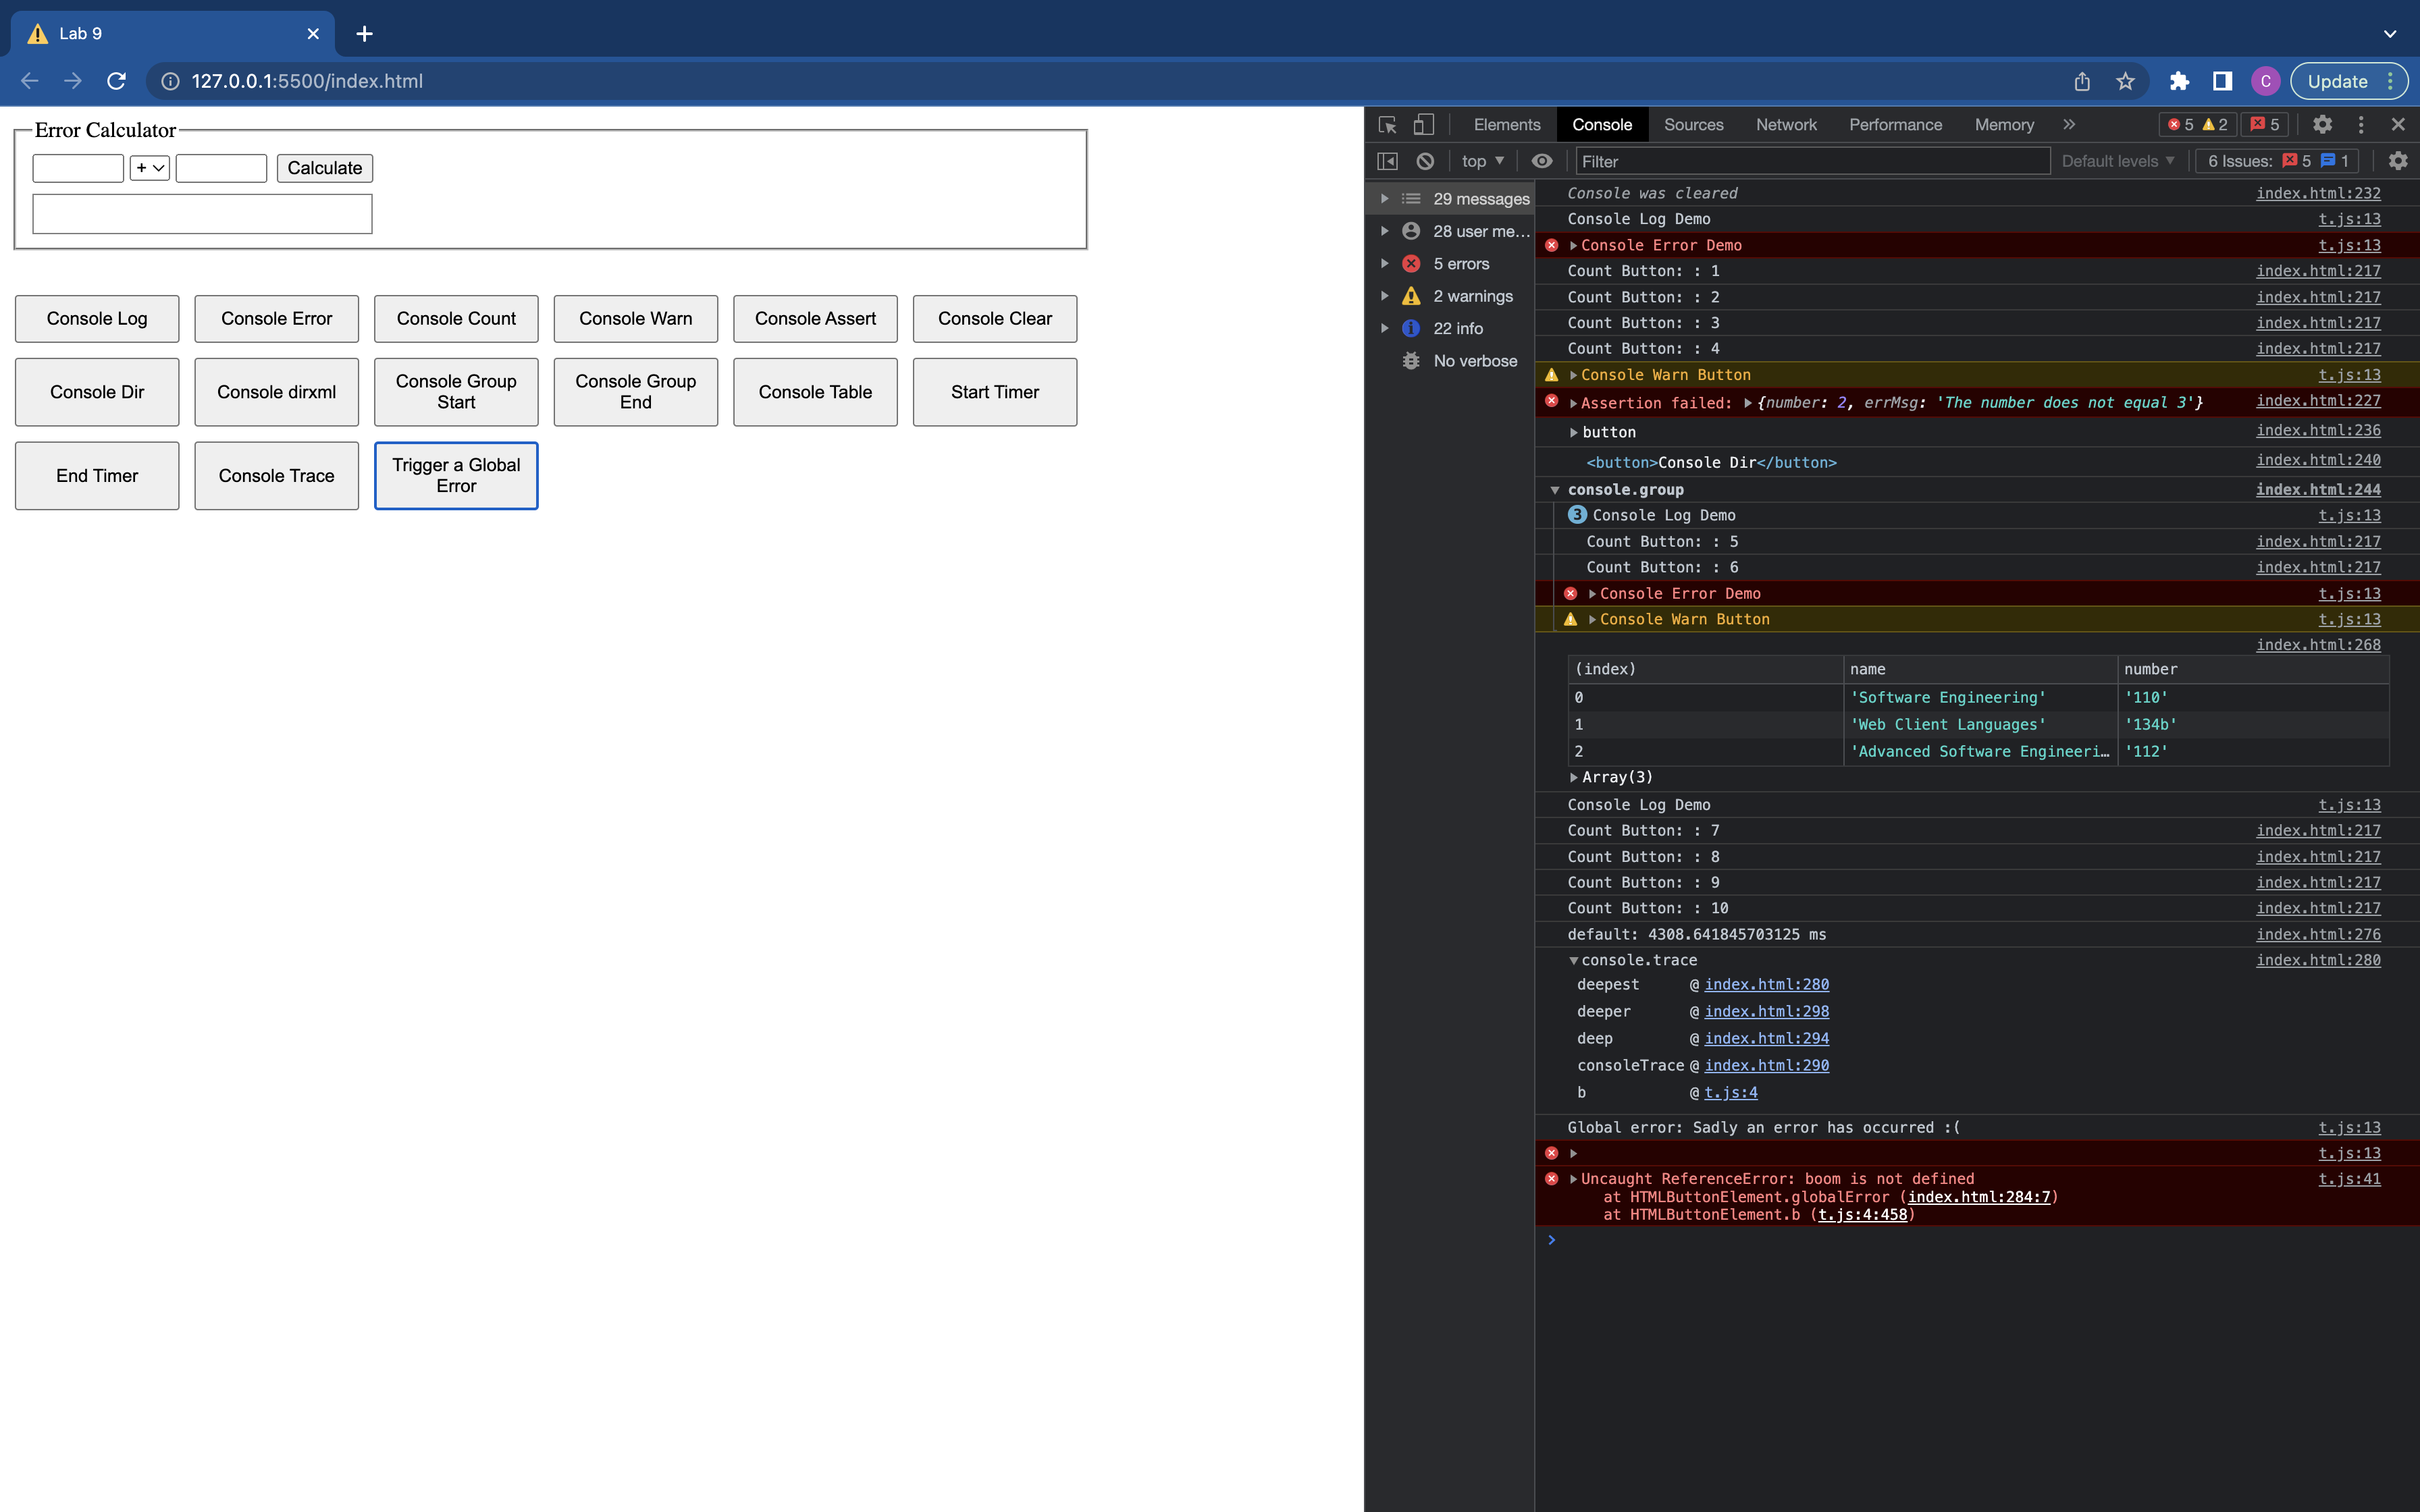 Lab 9
127.0.0.1:5500/index.html
C
Update
Error Calculator
+
Calculate
Console Log
Console Error
Console Count
Console Warn
Console Assert
Console Clear
Console Dir
Console dirxml
Console Group
Start
Console Group
End
Console Table
Start Timer
End Timer
Console Trace
Trigger a Global
Error
Elements
Console
Sources
Network
Performance
Memory
5
2
5
top
Filter
Default levels
6 Issues:
5
1
29 messages
28 user me…
5 errors
2 warnings
22 info
No verbose
Console was cleared index.html:232
Console Log Demo t.js:13
Console Error Demo t.js:13
Count Button: : 1 index.html:217
Count Button: : 2 index.html:217
Count Button: : 3 index.html:217
Count Button: : 4 index.html:217
Console Warn Button t.js:13
Assertion failed: {number: 2, errMsg: 'The number does not equal 3'} index.html:227
button index.html:236
<button>Console Dir</button> index.html:240
console.group index.html:244
3 Console Log Demo t.js:13
Count Button: : 5 index.html:217
Count Button: : 6 index.html:217
Console Error Demo t.js:13
Console Warn Button t.js:13
index.html:268
(index) name number
0 'Software Engineering' '110'
1 'Web Client Languages' '134b'
2 'Advanced Software Engineeri… '112'
Array(3)
Console Log Demo t.js:13
Count Button: : 7 index.html:217
Count Button: : 8 index.html:217
Count Button: : 9 index.html:217
Count Button: : 10 index.html:217
default: 4308.641845703125 ms index.html:276
console.trace index.html:280
deepest @ index.html:280
deeper @ index.html:298
deep @ index.html:294
consoleTrace @ index.html:290
b @ t.js:4
Global error: Sadly an error has occurred :( t.js:13
t.js:13
Uncaught ReferenceError: boom is not defined t.js:41
at HTMLButtonElement.globalError (index.html:284:7)
at HTMLButtonElement.b (t.js:4:458)